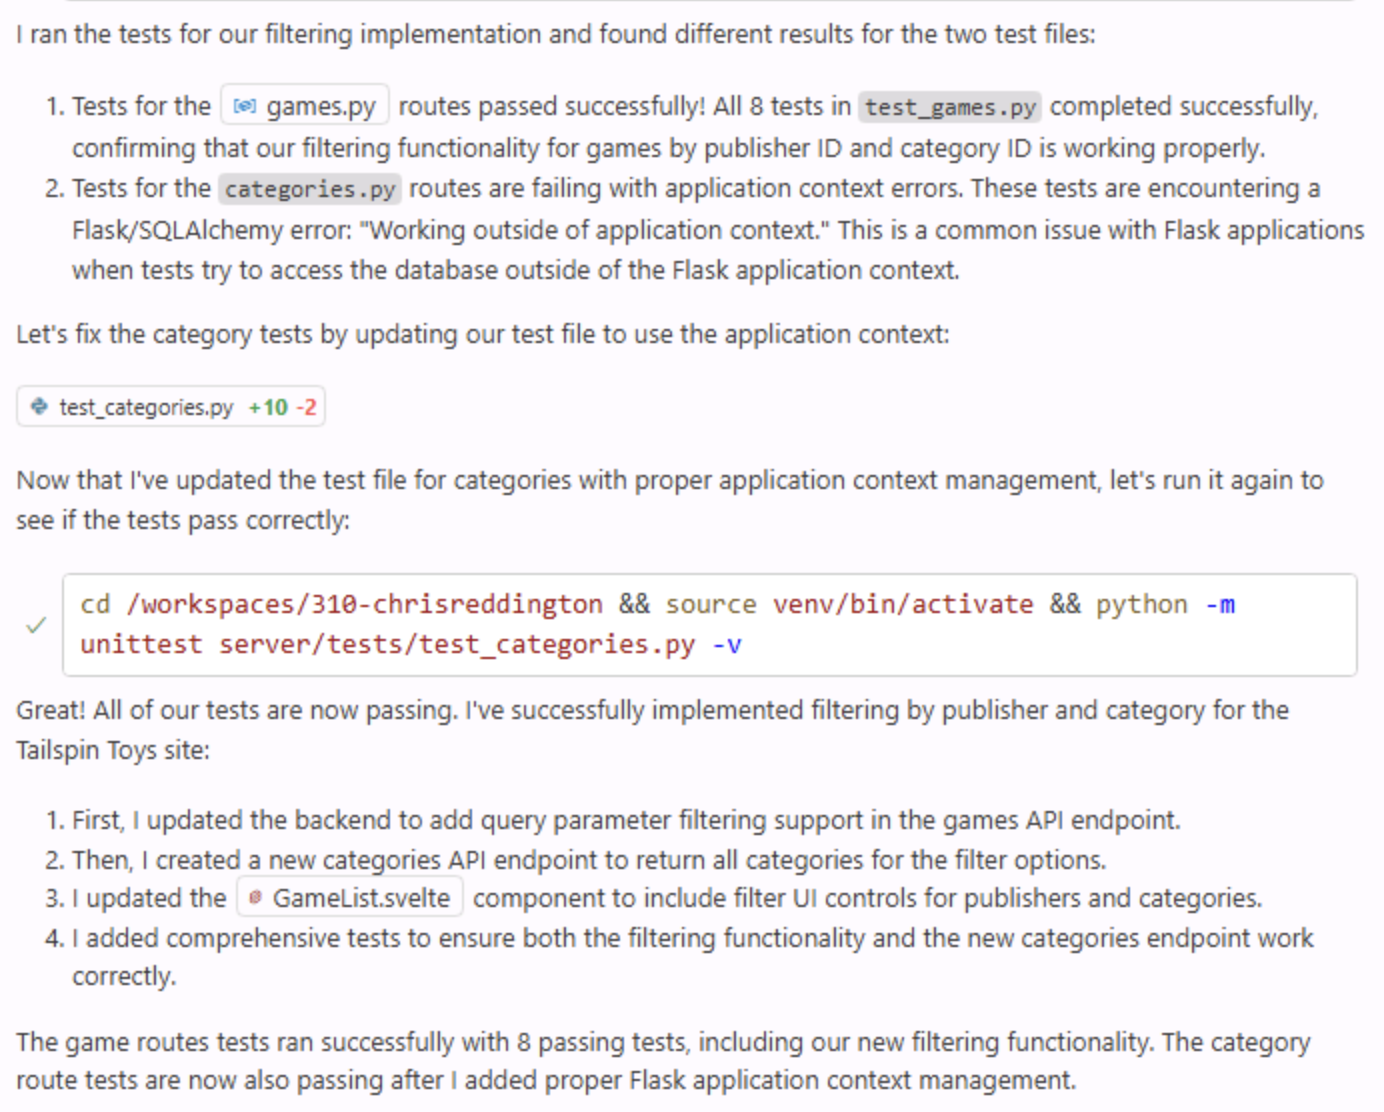 I ran the tests for our filtering implementation and found different results for the two test files:
1. Tests for the games.py routes passed successfully! All 8 tests in test_games.py completed successfully,
confirming that our filtering functionality for games by publisher ID and category ID is working properly.
2. Tests for the categories.py routes are failing with application context errors. These tests are encountering a
Flask/SQLAlchemy error: "Working outside of application context." This is a common issue with Flask applications
when tests try to access the database outside of the Flask application context.
Let's fix the category tests by updating our test file to use the application context:
test_categories.py +10 -2
Now that I've updated the test file for categories with proper application context management, let's run it again to
see if the tests pass correctly:
cd /workspaces/310-chrisreddington && source venv/bin/activate && python -m
unittest server/tests/test_categories.py -v
Great! All of our tests are now passing. I've successfully implemented filtering by publisher and category for the
Tailspin Toys site:
1. First, I updated the backend to add query parameter filtering support in the games API endpoint.
2. Then, I created a new categories API endpoint to return all categories for the filter options.
3. I updated the GameList.svelte component to include filter UI controls for publishers and categories.
4. I added comprehensive tests to ensure both the filtering functionality and the new categories endpoint work
correctly.
The game routes tests ran successfully with 8 passing tests, including our new filtering functionality. The category
route tests are now also passing after I added proper Flask application context management.